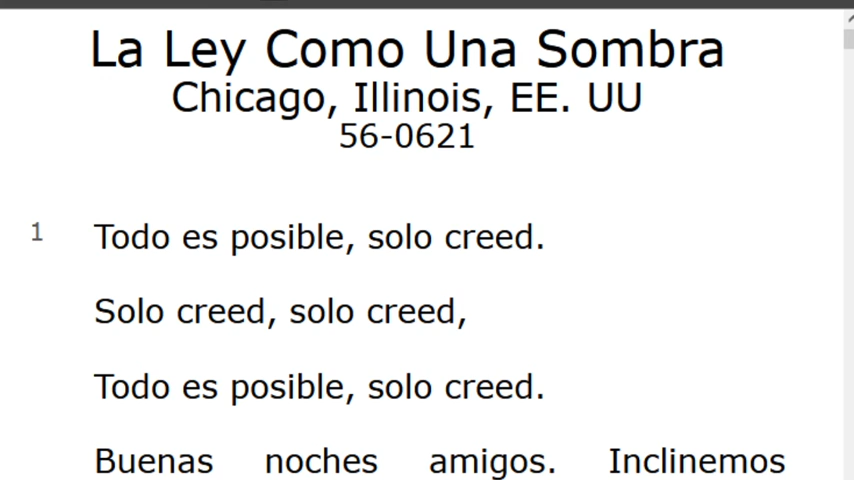 La Ley Como Una Sombra
Chicago, Illinois, EE. UU
56-0621
1 Todo es posible, solo creed.
Solo creed, solo creed,
Todo es posible, solo creed.
Buenas noches amigos. Inclinemos